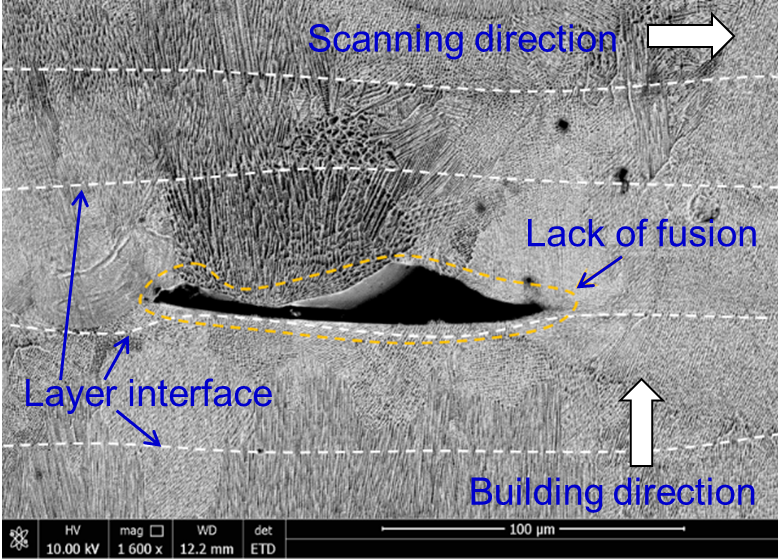 Scanning direction
Lack of fusion
Layer interface
Building direction
HV
10.00 kV
mag
1 600 x
WD
12.2 mm
det
ETD
100 µm